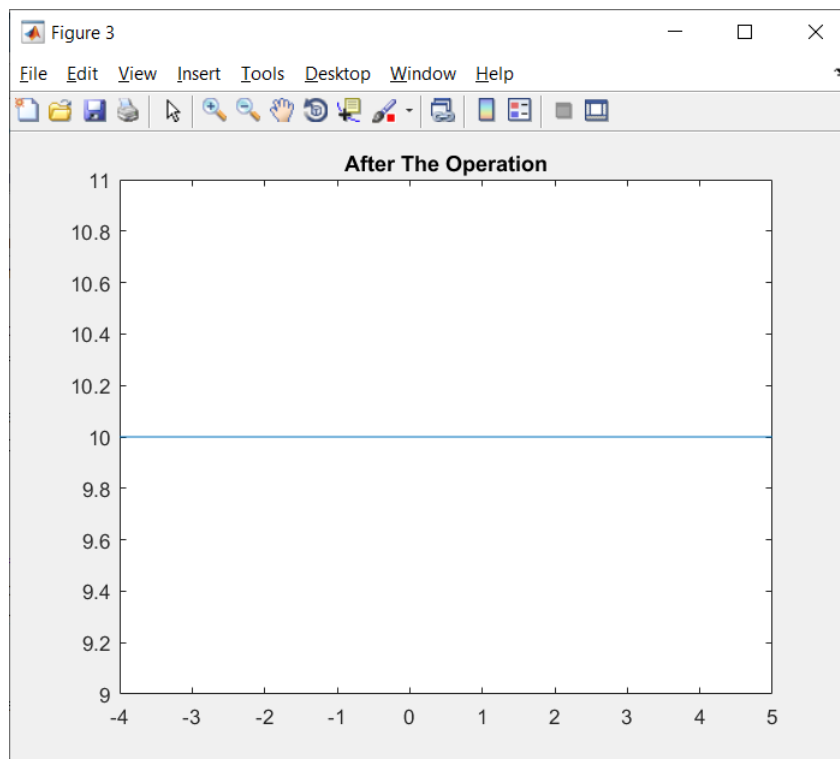 Figure 3
File Edit View Insert Tools Desktop Window Help
After The Operation
11
10.8
10.6
10.4
10.2
10
9.8
9.6
9.4
9.2
9
-4 -3 -2 -1 0 1 2 3 4 5